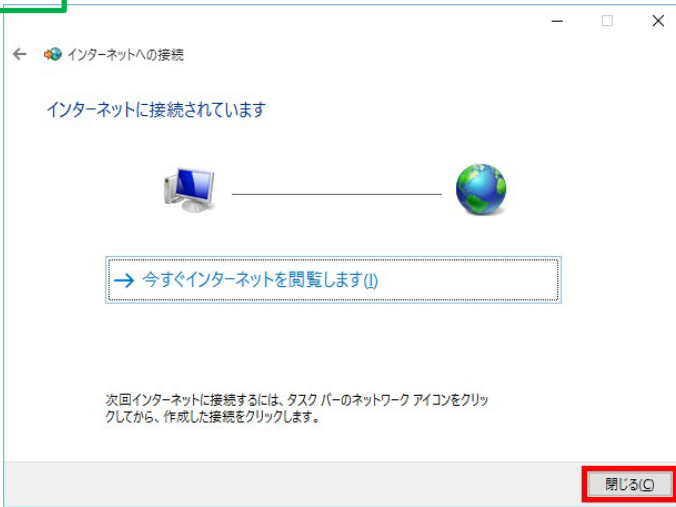 インターネットへの接続
インターネットに接続されています
→ 今すぐインターネットを閲覧します(I)
次回インターネットに接続するには、タスク バーのネットワーク アイコンをクリッ
クしてから、作成した接続をクリックします。
閉じる(C)